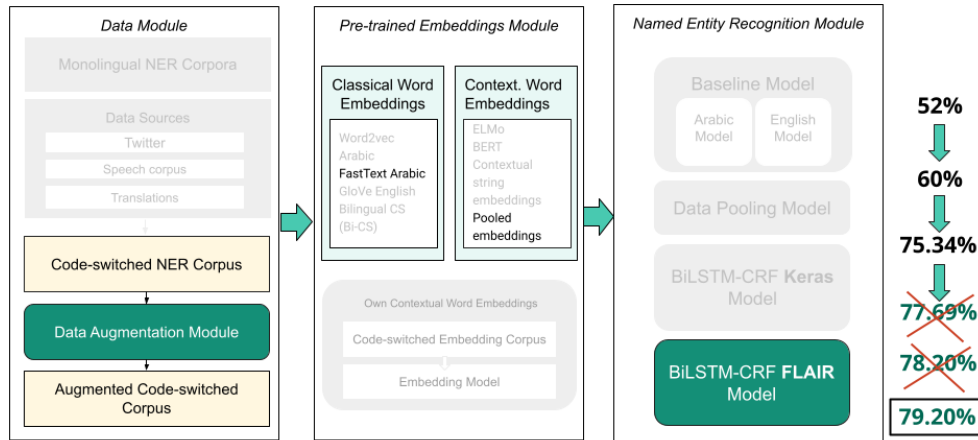 Data Module
Monolingual NER Corpora
Data Sources
Twitter
Speech corpus
Translations
Code-switched NER Corpus
Data Augmentation Module
Augmented Code-switched
Corpus
Pre-trained Embeddings Module
Classical Word
Embeddings
Word2vec
Arabic
FastText Arabic
GloVe English
Bilingual CS
(Bi-CS)
Context. Word
Embeddings
ELMo
BERT
Contextual
string
embeddings
Pooled
embeddings
Own Contextual Word Embeddings
Code-switched Embedding Corpus
Embedding Model
Named Entity Recognition Module
Baseline Model
Arabic
Model
English
Model
Data Pooling Model
BiLSTM-CRF Keras
Model
BiLSTM-CRF FLAIR
Model
52%
60%
75.34%
77.69%
78.20%
79.20%